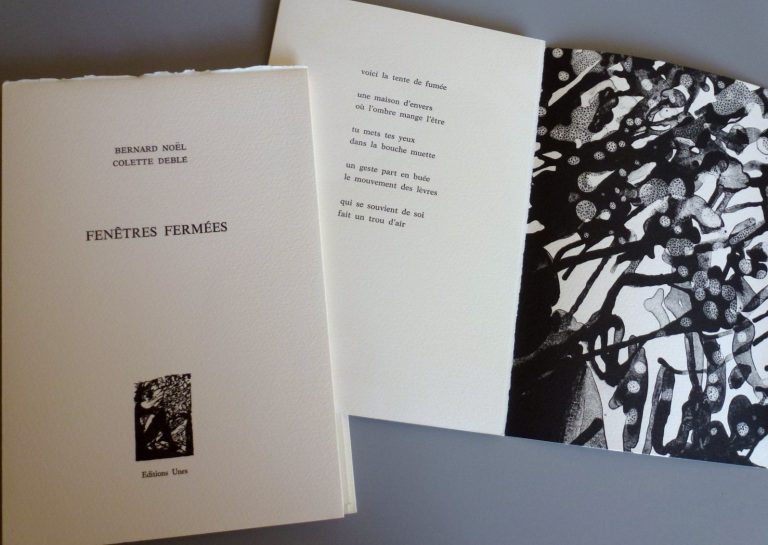 BERNARD NOËL
COLETTE DEBLÉ
FENÊTRES FERMÉES
Editions Unes
voici la tente de fumée
une maison d'envers
où l'ombre mange l'être
tu mets tes yeux
dans la bouche muette
un geste part en buée
le mouvement des lèvres
qui se souvient de soi
fait un trou d'air